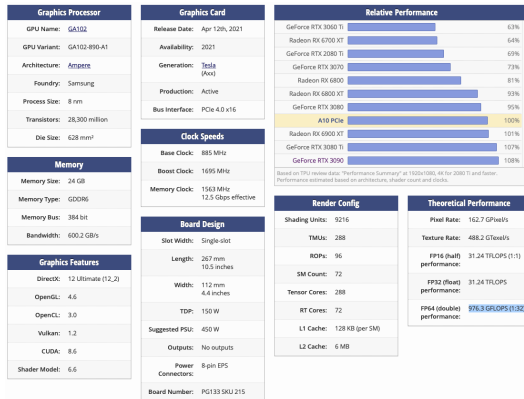 Graphics Processor
GPU Name: GA102
GPU Variant: GA102-890-A1
Architecture: Ampere
Foundry: Samsung
Process Size: 8 nm
Transistors: 28,300 million
Die Size: 628 mm²
Memory
Memory Size: 24 GB
Memory Type: GDDR6
Memory Bus: 384 bit
Bandwidth: 600.2 GB/s
Graphics Features
DirectX: 12 Ultimate (12_2)
OpenGL: 4.6
OpenCL: 3.0
Vulkan: 1.2
CUDA: 8.6
Shader Model: 6.6
Graphics Card
Release Date: Apr 12th, 2021
Availability: 2021
Generation: Tesla
(Axx)
Production: Active
Bus Interface: PCIe 4.0 x16
Clock Speeds
Base Clock: 885 MHz
Boost Clock: 1695 MHz
Memory Clock: 1563 MHz
12.5 Gbps effective
Board Design
Slot Width: Single-slot
Length: 267 mm
10.5 inches
Width: 112 mm
4.4 inches
TDP: 150 W
Suggested PSU: 450 W
Outputs: No outputs
Power
Connectors: 8-pin EPS
Board Number: PG133 SKU 215
Relative Performance
GeForce RTX 3060 Ti 63%
Radeon RX 6700 XT 64%
GeForce RTX 2080 Ti 69%
GeForce RTX 3070 73%
Radeon RX 6800 81%
Radeon RX 6800 XT 93%
GeForce RTX 3080 95%
A10 PCIe 100%
Radeon RX 6900 XT 101%
GeForce RTX 3080 Ti 107%
GeForce RTX 3090 108%
Based on TPU review data: "Performance Summary" at 1920x1080, 4K for 2080 Ti and faster.
Performance estimated based on architecture, shader count and clocks.
Render Config
Shading Units: 9216
TMUs: 288
ROPs: 96
SM Count: 72
Tensor Cores: 288
RT Cores: 72
L1 Cache: 128 KB (per SM)
L2 Cache: 6 MB
Theoretical Performance
Pixel Rate: 162.7 GPixel/s
Texture Rate: 488.2 GTexel/s
FP16 (half)
performance: 31.24 TFLOPS (1:1)
FP32 (float)
performance: 31.24 TFLOPS
FP64 (double)
performance: 976.3 GFLOPS (1:32)